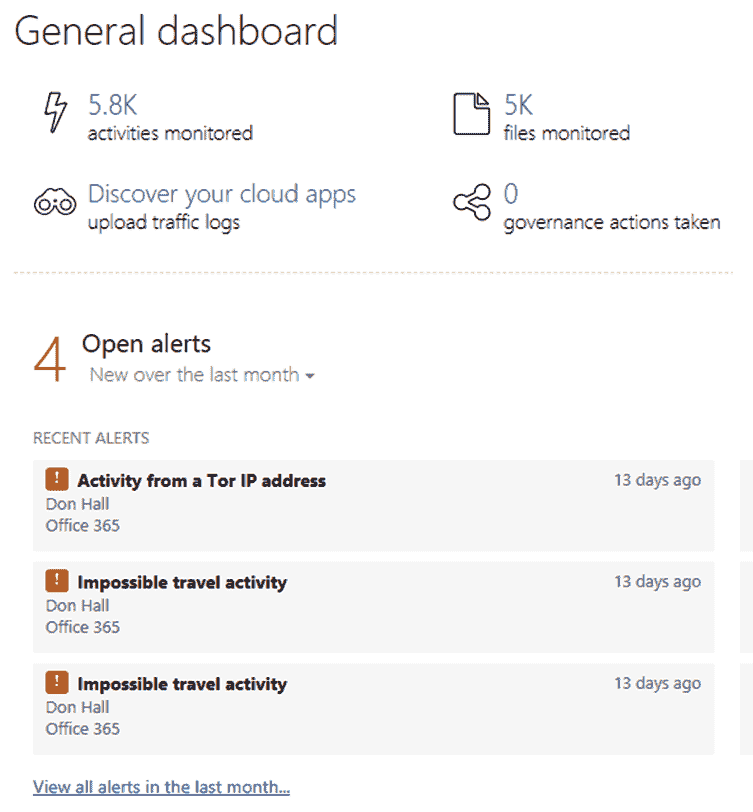 General dashboard
5.8K
activities monitored
5K
files monitored
Discover your cloud apps
upload traffic logs
0
governance actions taken
4
Open alerts
New over the last month
RECENT ALERTS
! Activity from a Tor IP address 13 days ago
Don Hall
Office 365
! Impossible travel activity 13 days ago
Don Hall
Office 365
! Impossible travel activity 13 days ago
Don Hall
Office 365
View all alerts in the last month...